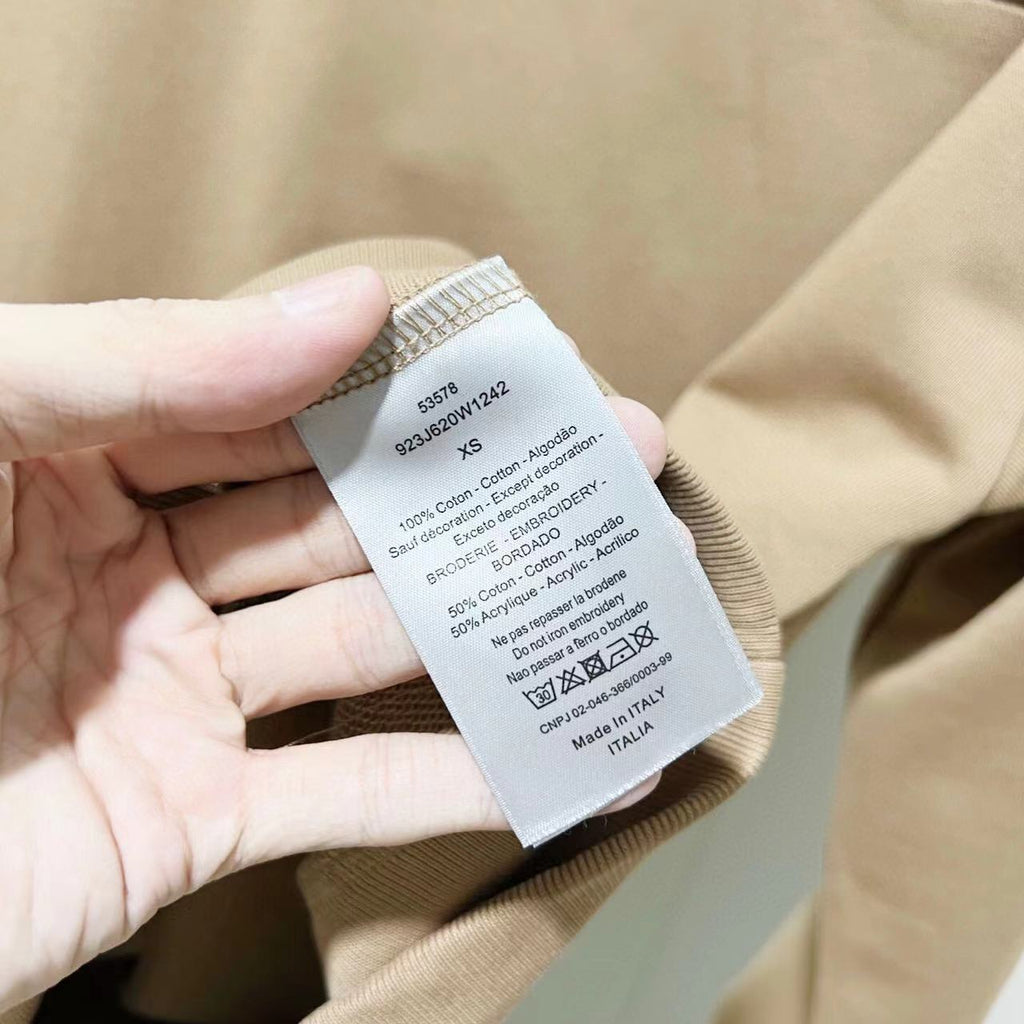 53578
923J620W1242
XS
100% Coton - Cotton - Algodão
Sauf décoration - Except decoration -
Exceto decoração
BRODERIE - EMBROIDERY -
BORDADO
50% Coton - Cotton - Algodão
50% Acrylique - Acrylic - Acrílico
Ne pas repasser la brodene
Do not iron embroidery
Nao passar a ferro o bordado
30
CNPJ 02-046-366/0003-99
Made In ITALY
ITALIA